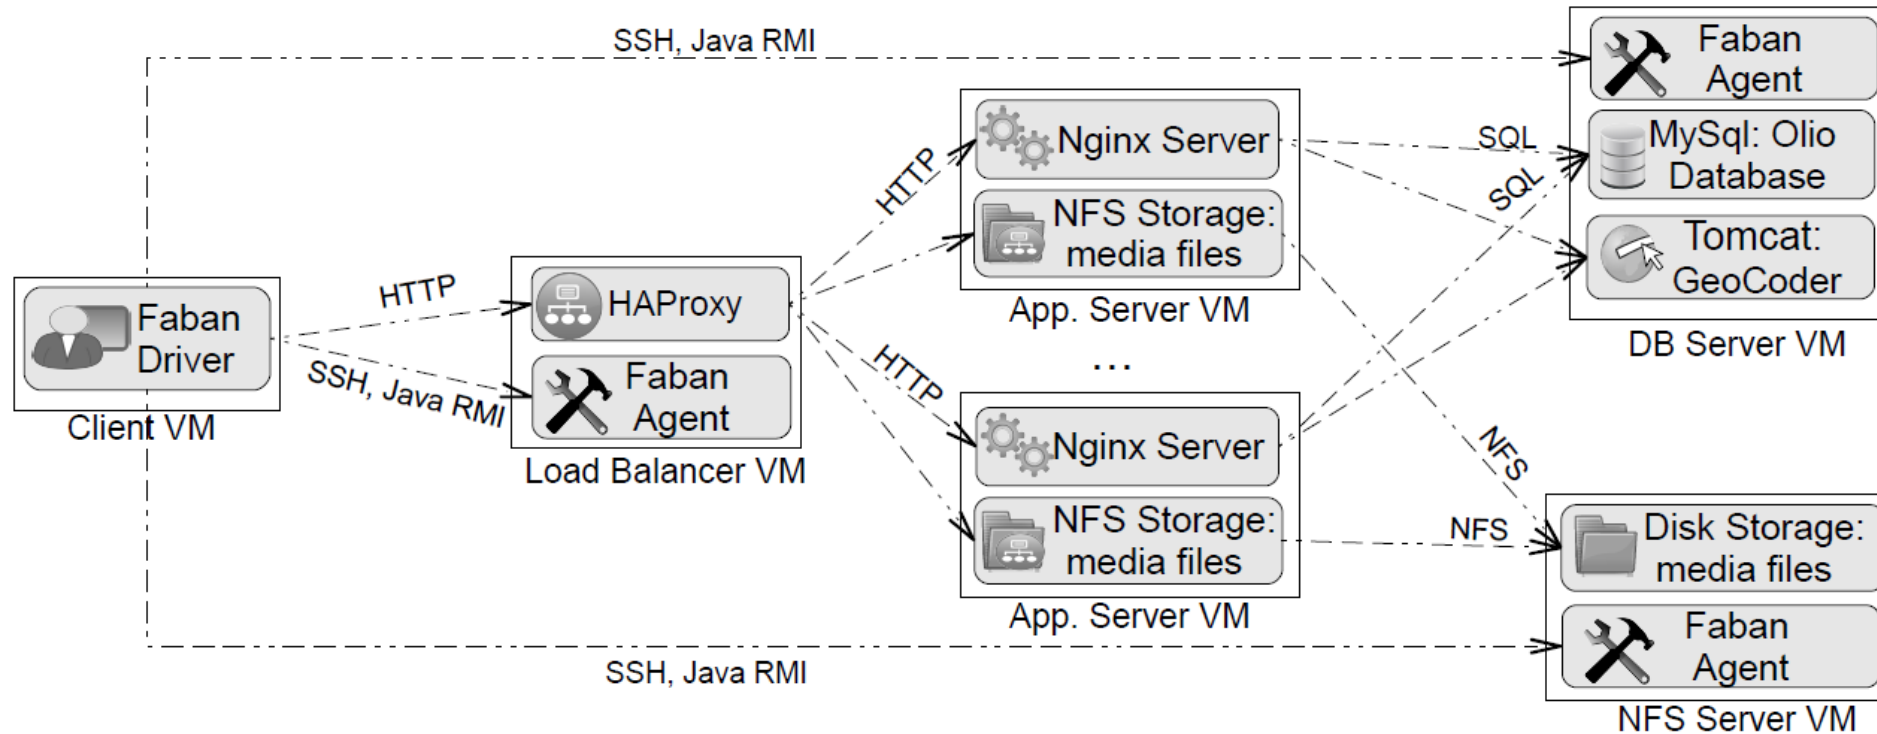 SSH, Java RMI
Faban
Agent
Nginx Server
SQL
MySql: Olio
Database
HTTP
SQL
NFS Storage:
media files
Tomcat:
GeoCoder
App. Server VM
DB Server VM
Faban
Driver
Client VM
HTTP
SSH, Java RMI
HAProxy
Faban
Agent
Load Balancer VM
...
HTTP
Nginx Server
NFS
NFS Storage:
media files
NFS
Disk Storage:
media files
App. Server VM
Faban
Agent
SSH, Java RMI
NFS Server VM